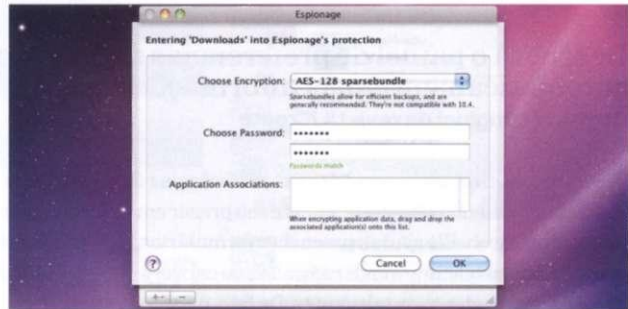 Espionage
Entering 'Downloads' into Espionage's protection
Choose Encryption: AES-128 sparsebundle
Sparsebundles allow for efficient backups, and are
generally recommended. They're not compatible with 10.4.
Choose Password: •••••••
•••••••
Passwords match
Application Associations:
When encrypting application data, drag and drop the
associated application(s) onto this list.
? Cancel OK
+ −